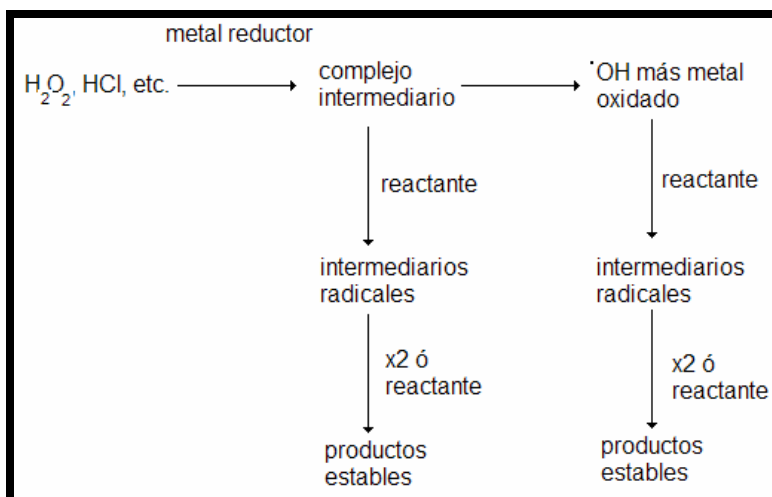 metal reductor
H₂O₂, HCl, etc.
complejo
intermediario
·OH más metal
oxidado
reactante
reactante
intermediarios
radicales
intermediarios
radicales
x2 ó
reactante
x2 ó
reactante
productos
estables
productos
estables